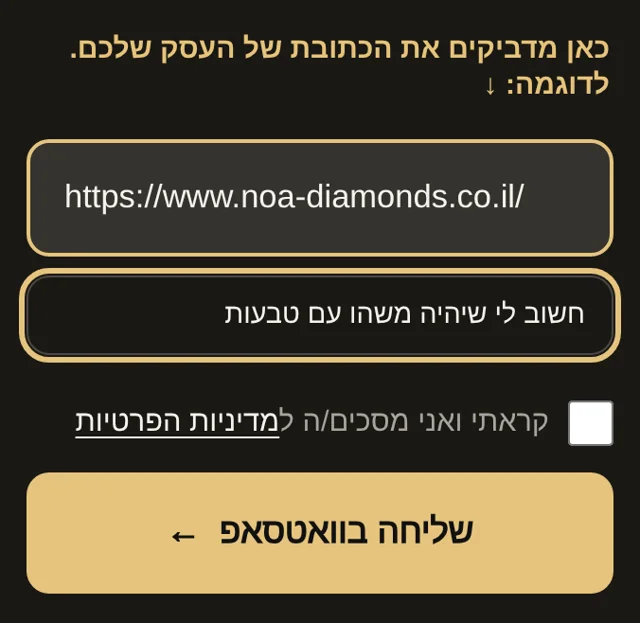 כאן מדביקים את הכתובת של העסק שלכם.
לדוגמה: ↓
https://www.noa-diamonds.co.il/
חשוב לי שיהיה משהו עם טבעות
קראתי ואני מסכים/ה למדיניות הפרטיות
שליחה בוואטסאפ ←